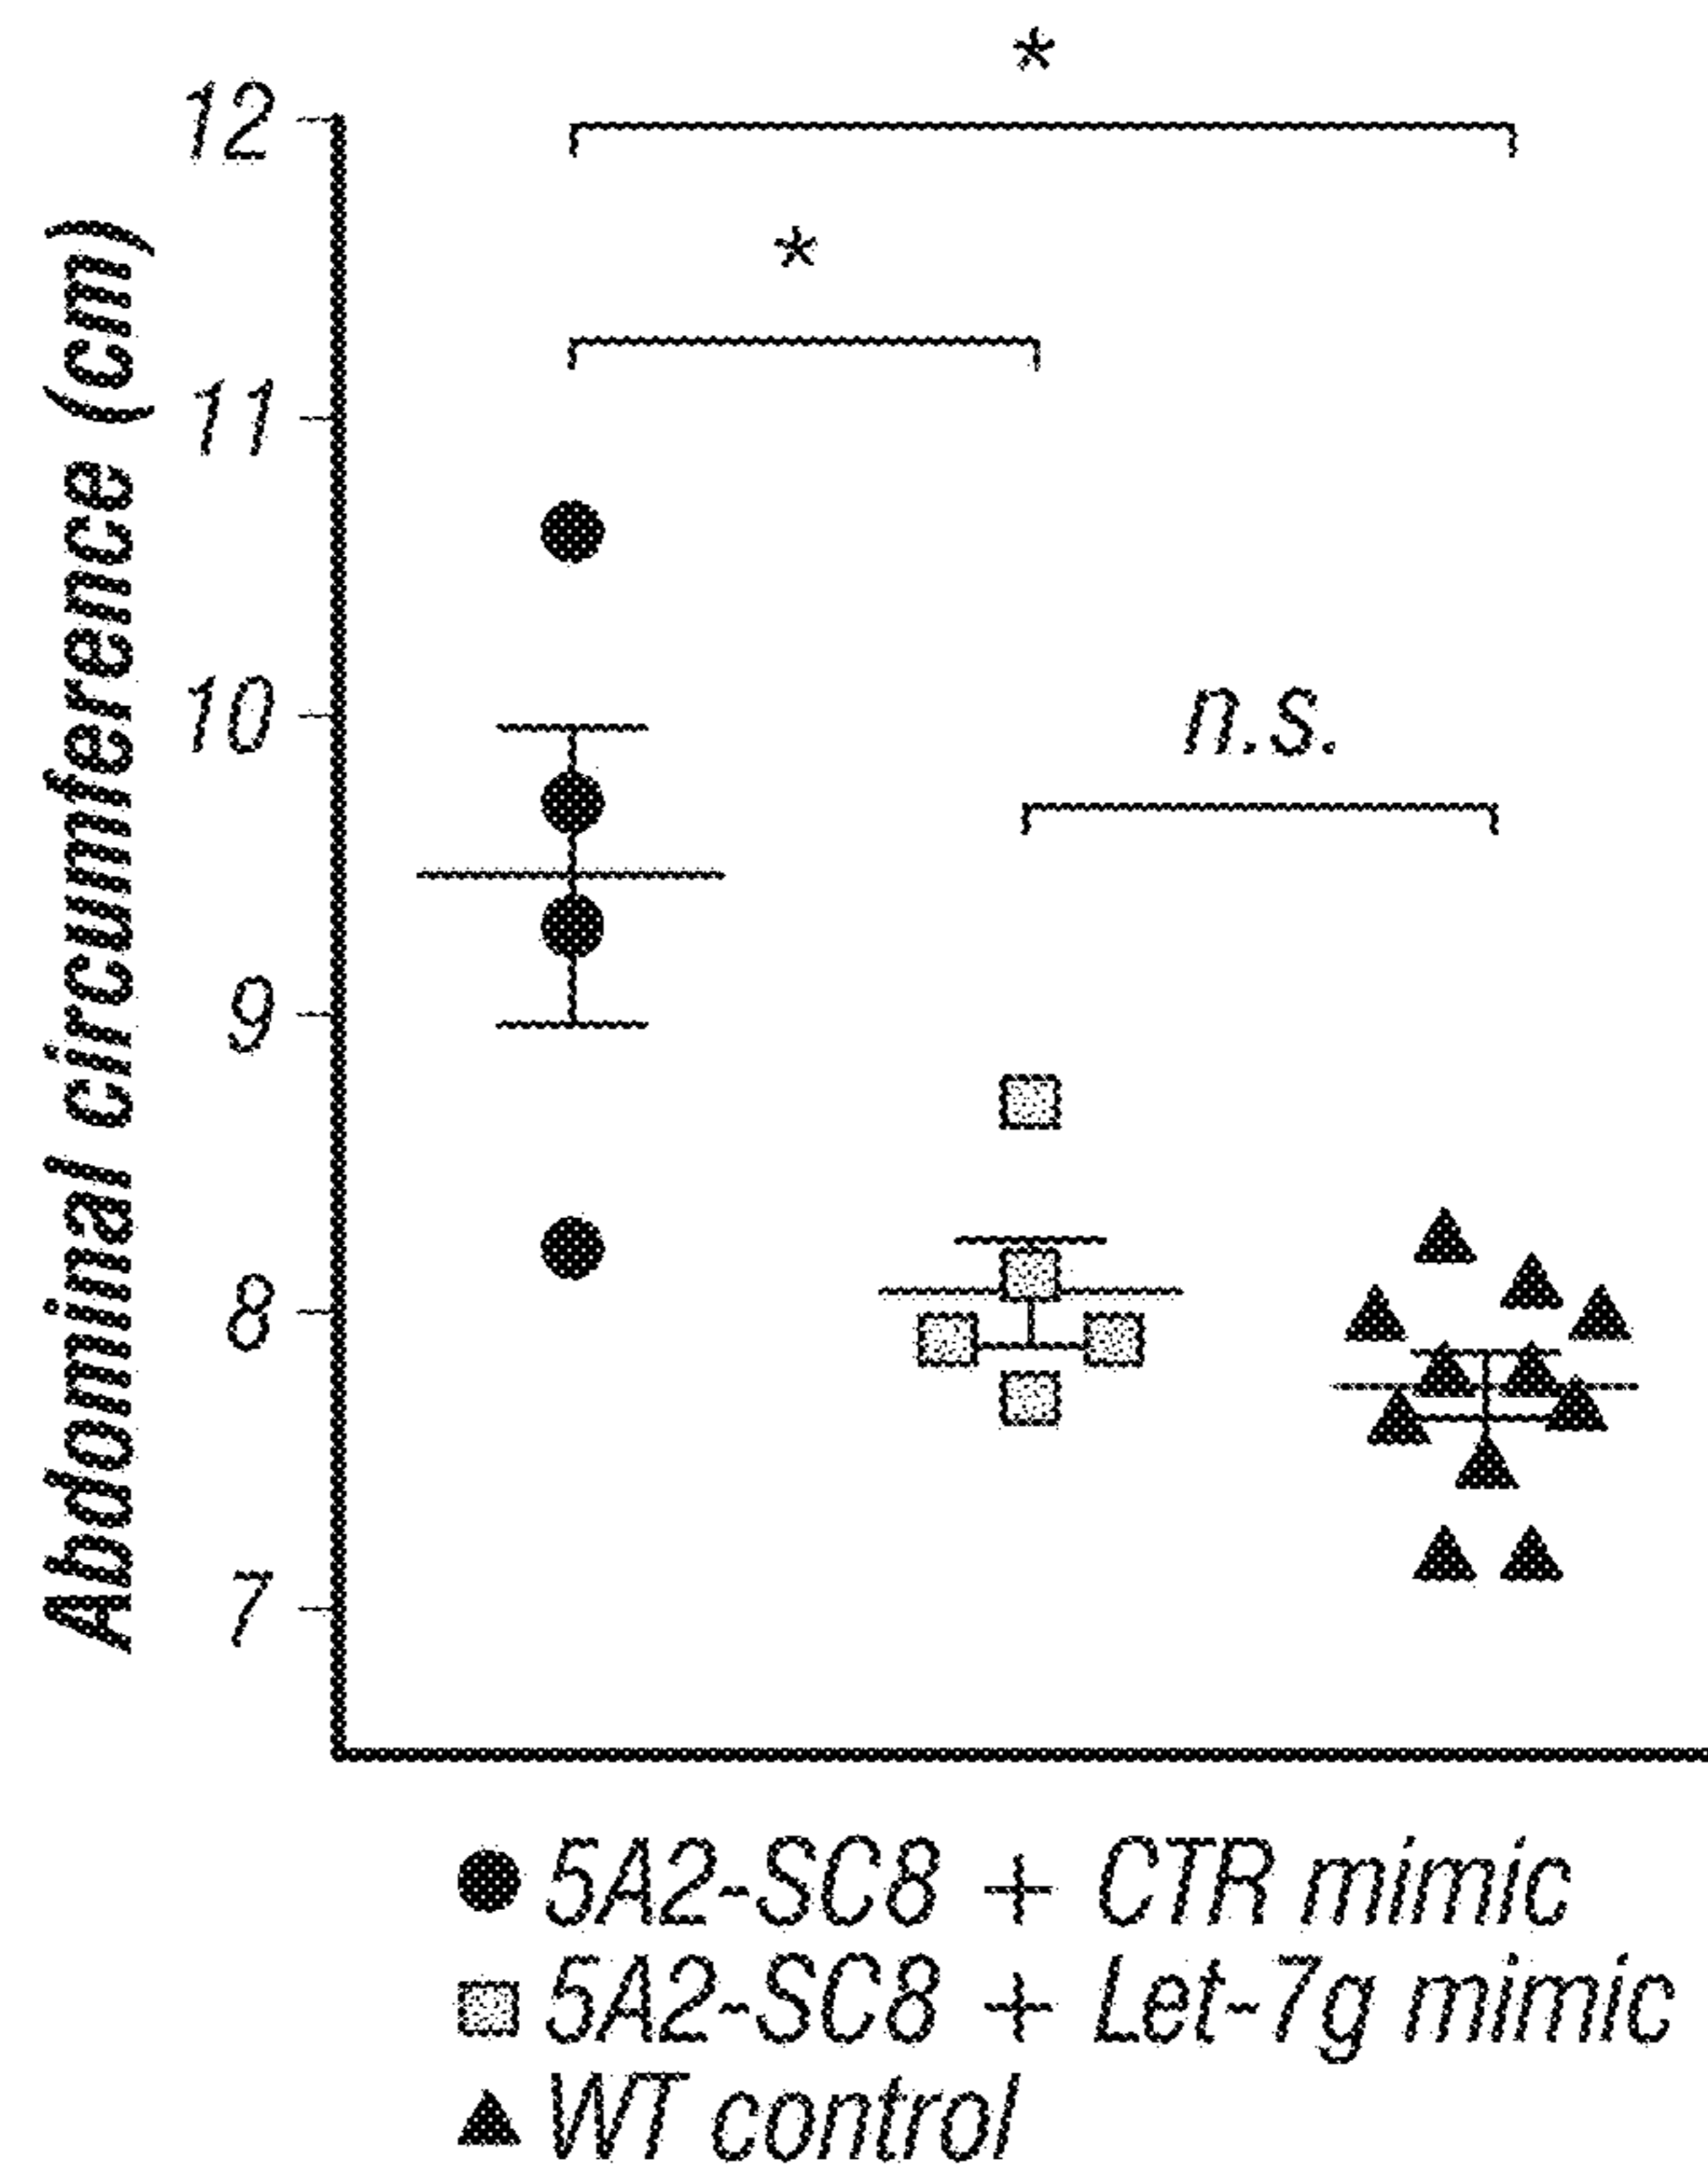 *
12
*
11
10
n.s.
9
8
7
Abdominal circumference (cm)
5A2-SC8 + CTR mimic
5A2-SC8 + Let-7g mimic
WT control